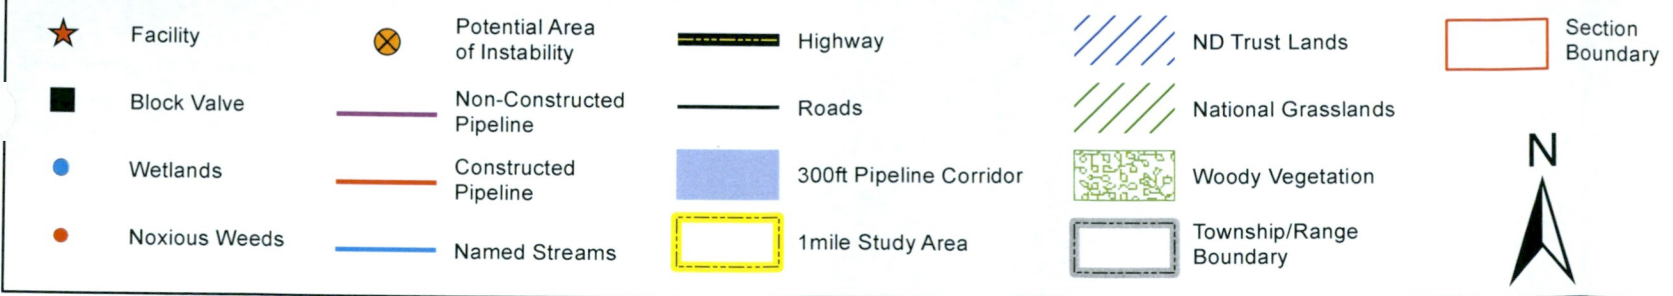 Facility
Block Valve
Wetlands
Noxious Weeds
Potential Area
of Instability
Non-Constructed
Pipeline
Constructed
Pipeline
Named Streams
Highway
Roads
300ft Pipeline Corridor
1mile Study Area
ND Trust Lands
National Grasslands
Woody Vegetation
Township/Range
Boundary
Section
Boundary
N